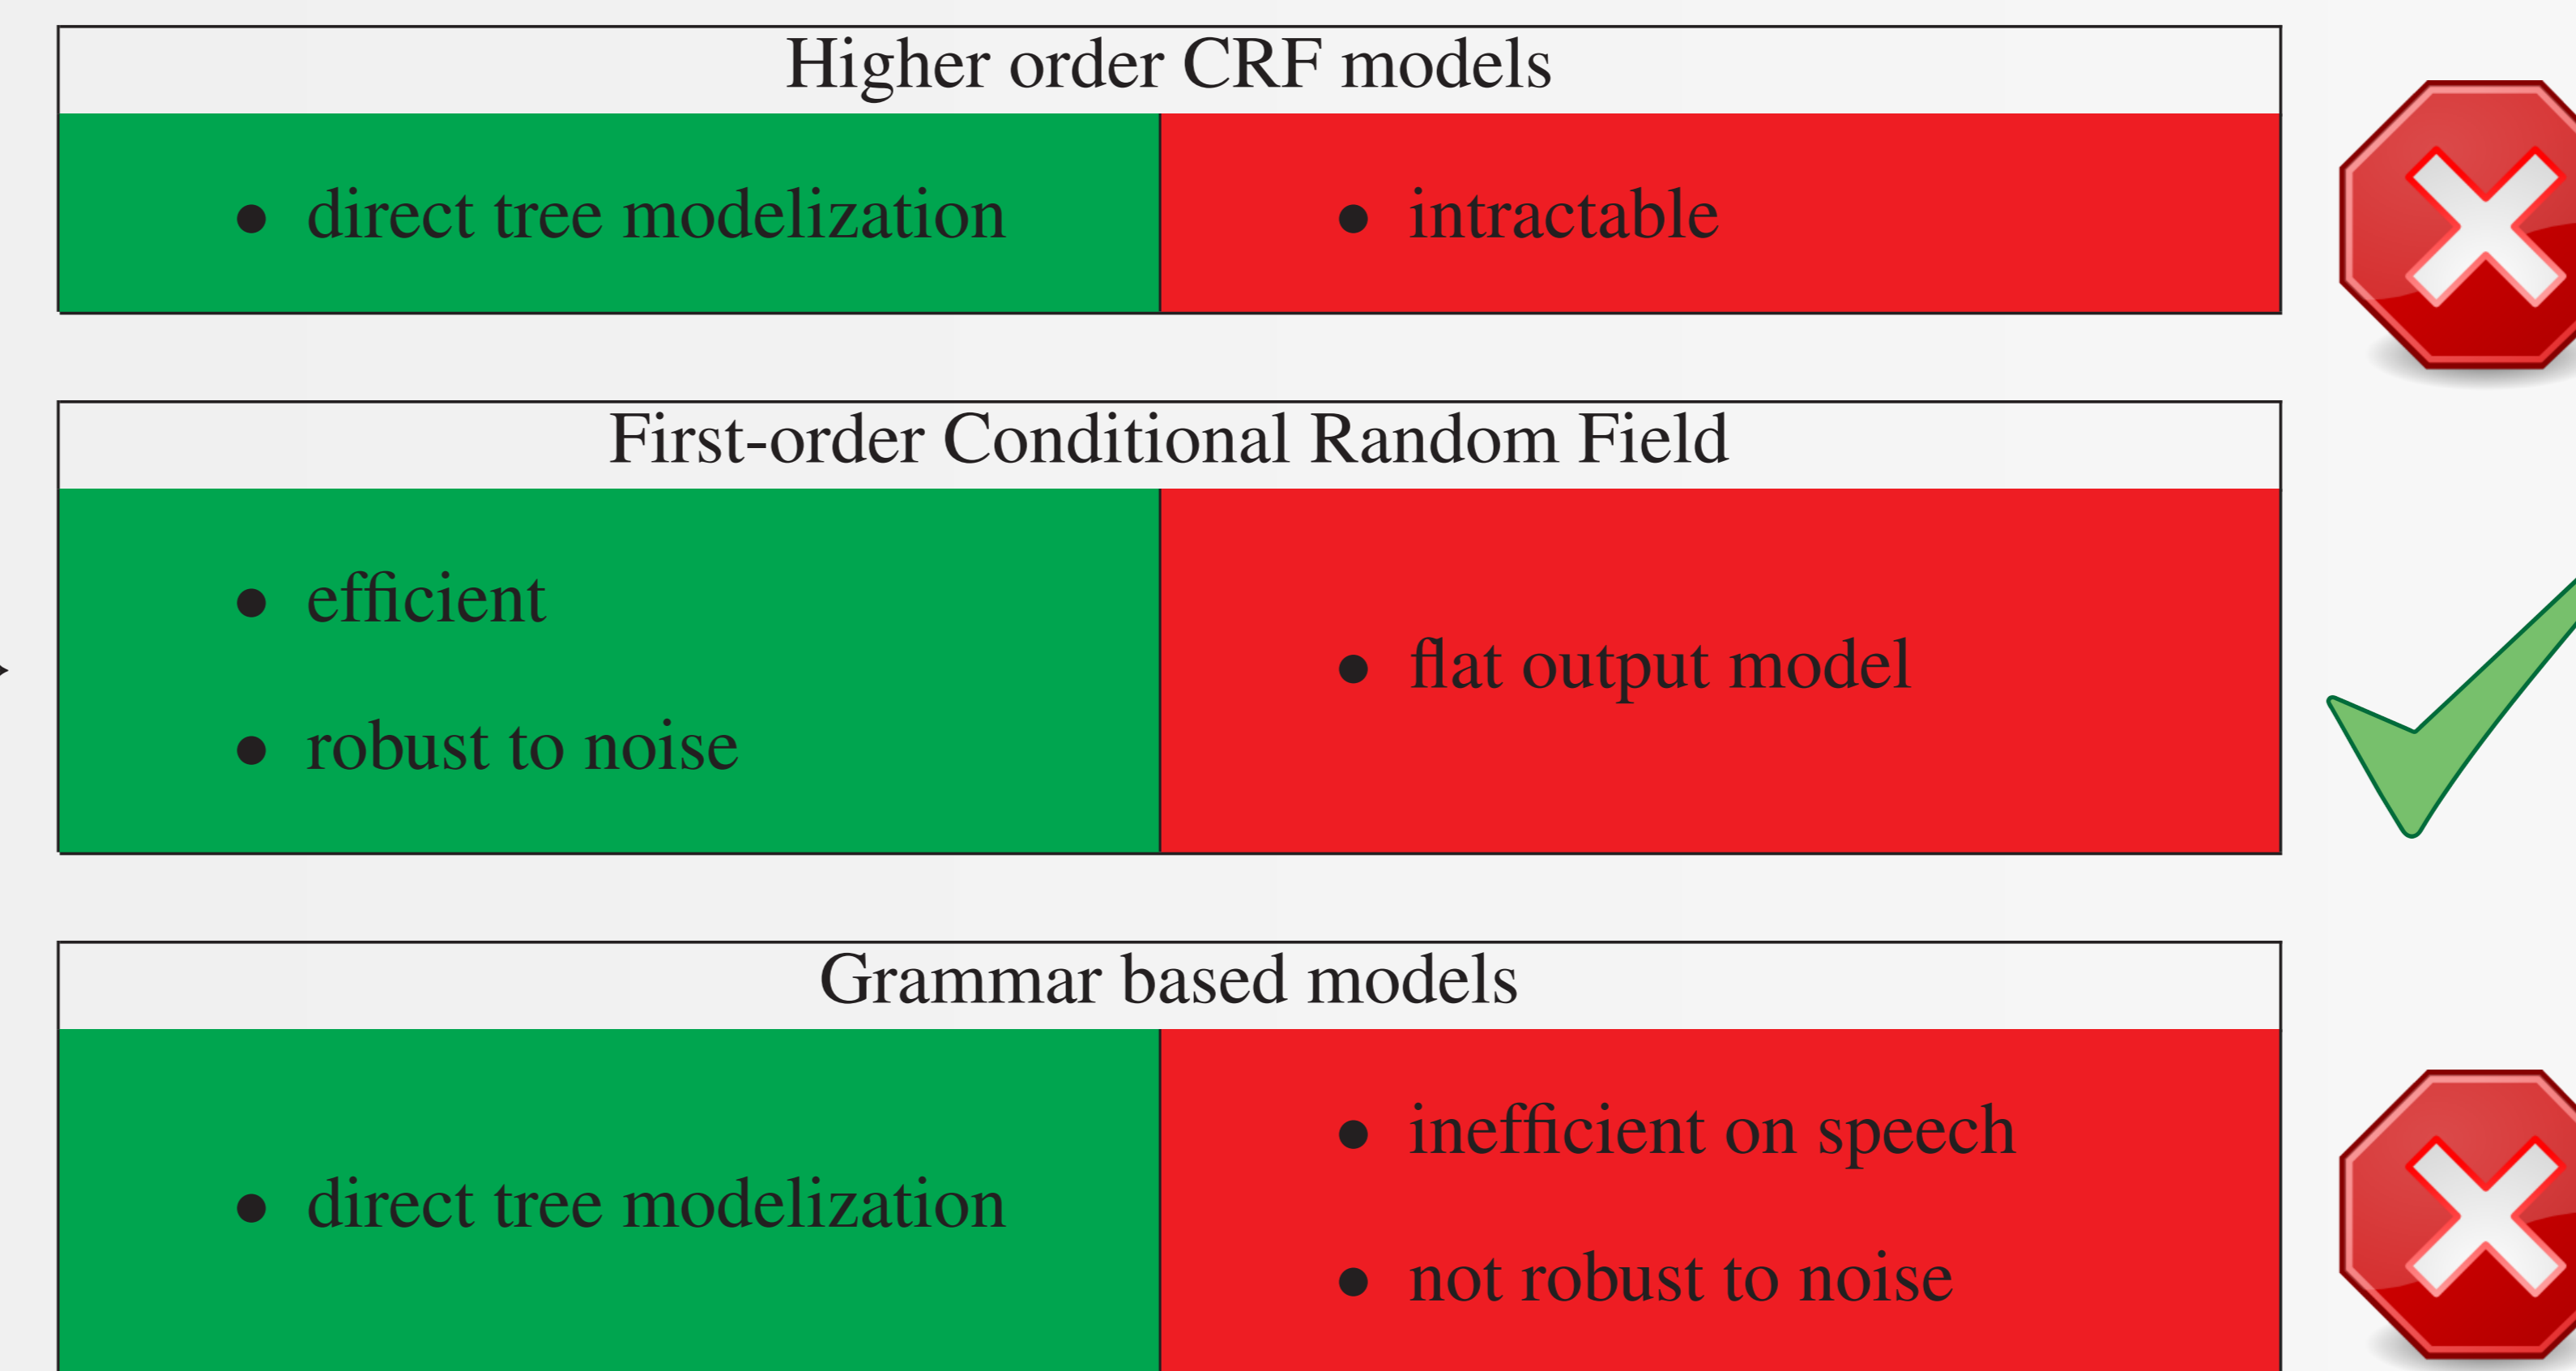 Higher order CRF models
• direct tree modelization
• intractable
First-order Conditional Random Field
• efficient
• robust to noise
• flat output model
Grammar based models
• direct tree modelization
• inefficient on speech
• not robust to noise